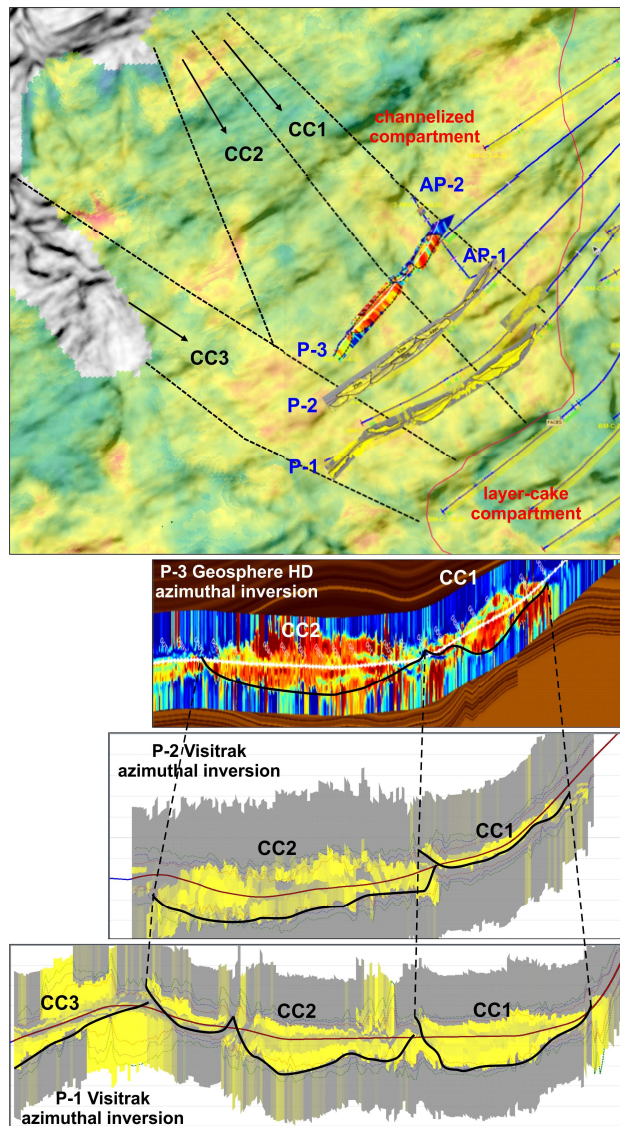 CC1
CC2
channelized
compartment
AP-2
AP-1
CC3
P-3
P-2
P-1
FACIES
layer-cake
compartment
P-3 Geosphere HD
azimuthal inversion
CC1
CC2
P-2 Visitrak
azimuthal inversion
CC2
CC1
CC3
CC2
CC1
P-1 Visitrak
azimuthal inversion